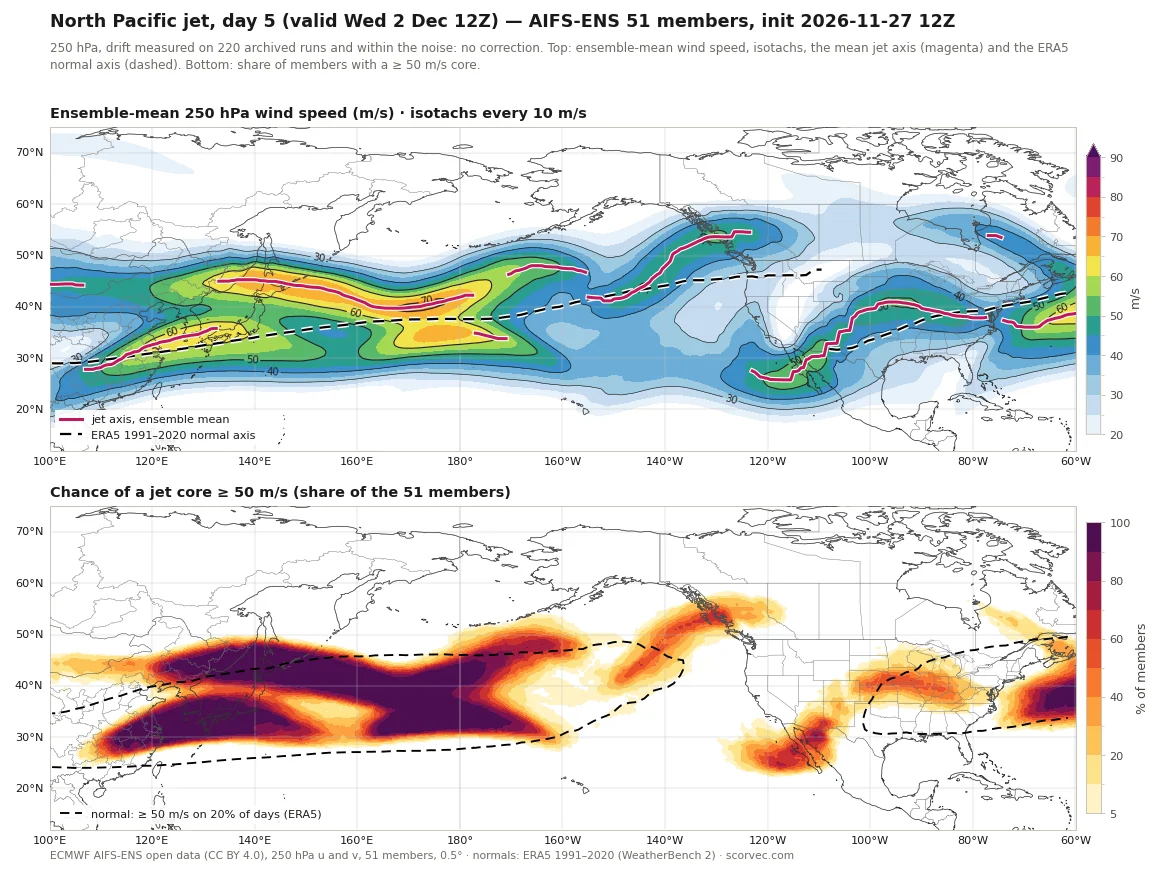 North Pacific jet, day 5 (valid Wed 2 Dec 12Z) — AIFS-ENS 51 members, init 2026-11-27 12Z
250 hPa, drift measured on 220 archived runs and within the noise: no correction. Top: ensemble-mean wind speed, isotachs, the mean jet axis (magenta) and the ERA5
normal axis (dashed). Bottom: share of members with a ≥ 50 m/s core.
Ensemble-mean 250 hPa wind speed (m/s) · isotachs every 10 m/s
70°N
60°N
50°N
40°N
30°N
20°N
30
70
60
60
50
40
30
50
40
30
60
60
jet axis, ensemble mean
ERA5 1991–2020 normal axis
100°E 120°E 140°E 160°E 180° 160°W 140°W 120°W 100°W 80°W 60°W
90
80
70
60
50
40
30
20
m/s
Chance of a jet core ≥ 50 m/s (share of the 51 members)
70°N
60°N
50°N
40°N
30°N
20°N
normal: ≥ 50 m/s on 20% of days (ERA5)
100°E 120°E 140°E 160°E 180° 160°W 140°W 120°W 100°W 80°W 60°W
100
80
60
40
20
5
% of members
ECMWF AIFS-ENS open data (CC BY 4.0), 250 hPa u and v, 51 members, 0.5° · normals: ERA5 1991–2020 (WeatherBench 2) · scorvec.com